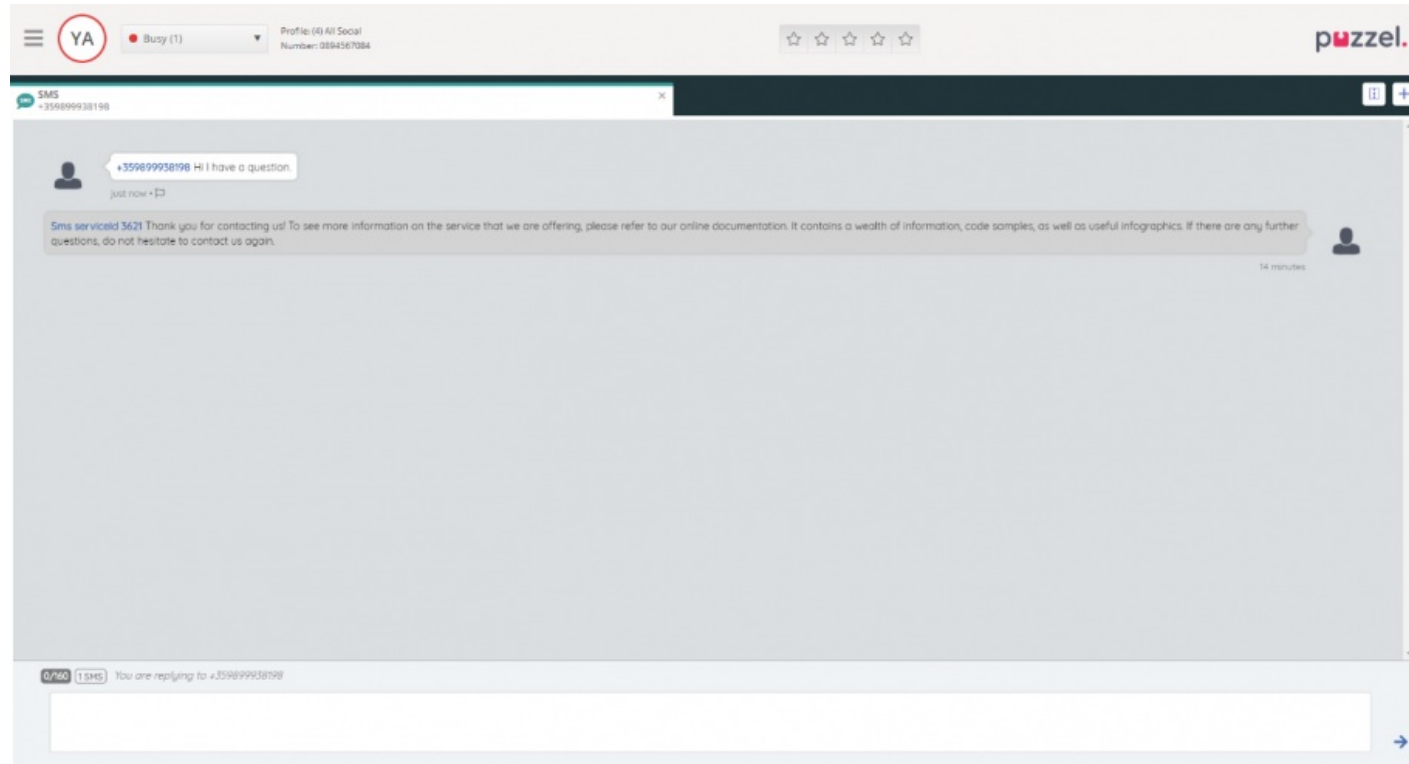 YA
Busy (1)
Profile: (4) All Social
Number: 0894567084
puzzel.
SMS
+359899938198
+359899938198 Hi I have a question.
just now •
Sms serviceId 3621 Thank you for contacting us! To see more information on the service that we are offering, please refer to our online documentation. It contains a wealth of information, code samples, as well as useful infographics. If there are any further
questions, do not hesitate to contact us again.
14 minutes
0/160 1 SMS You are replying to +359899938198